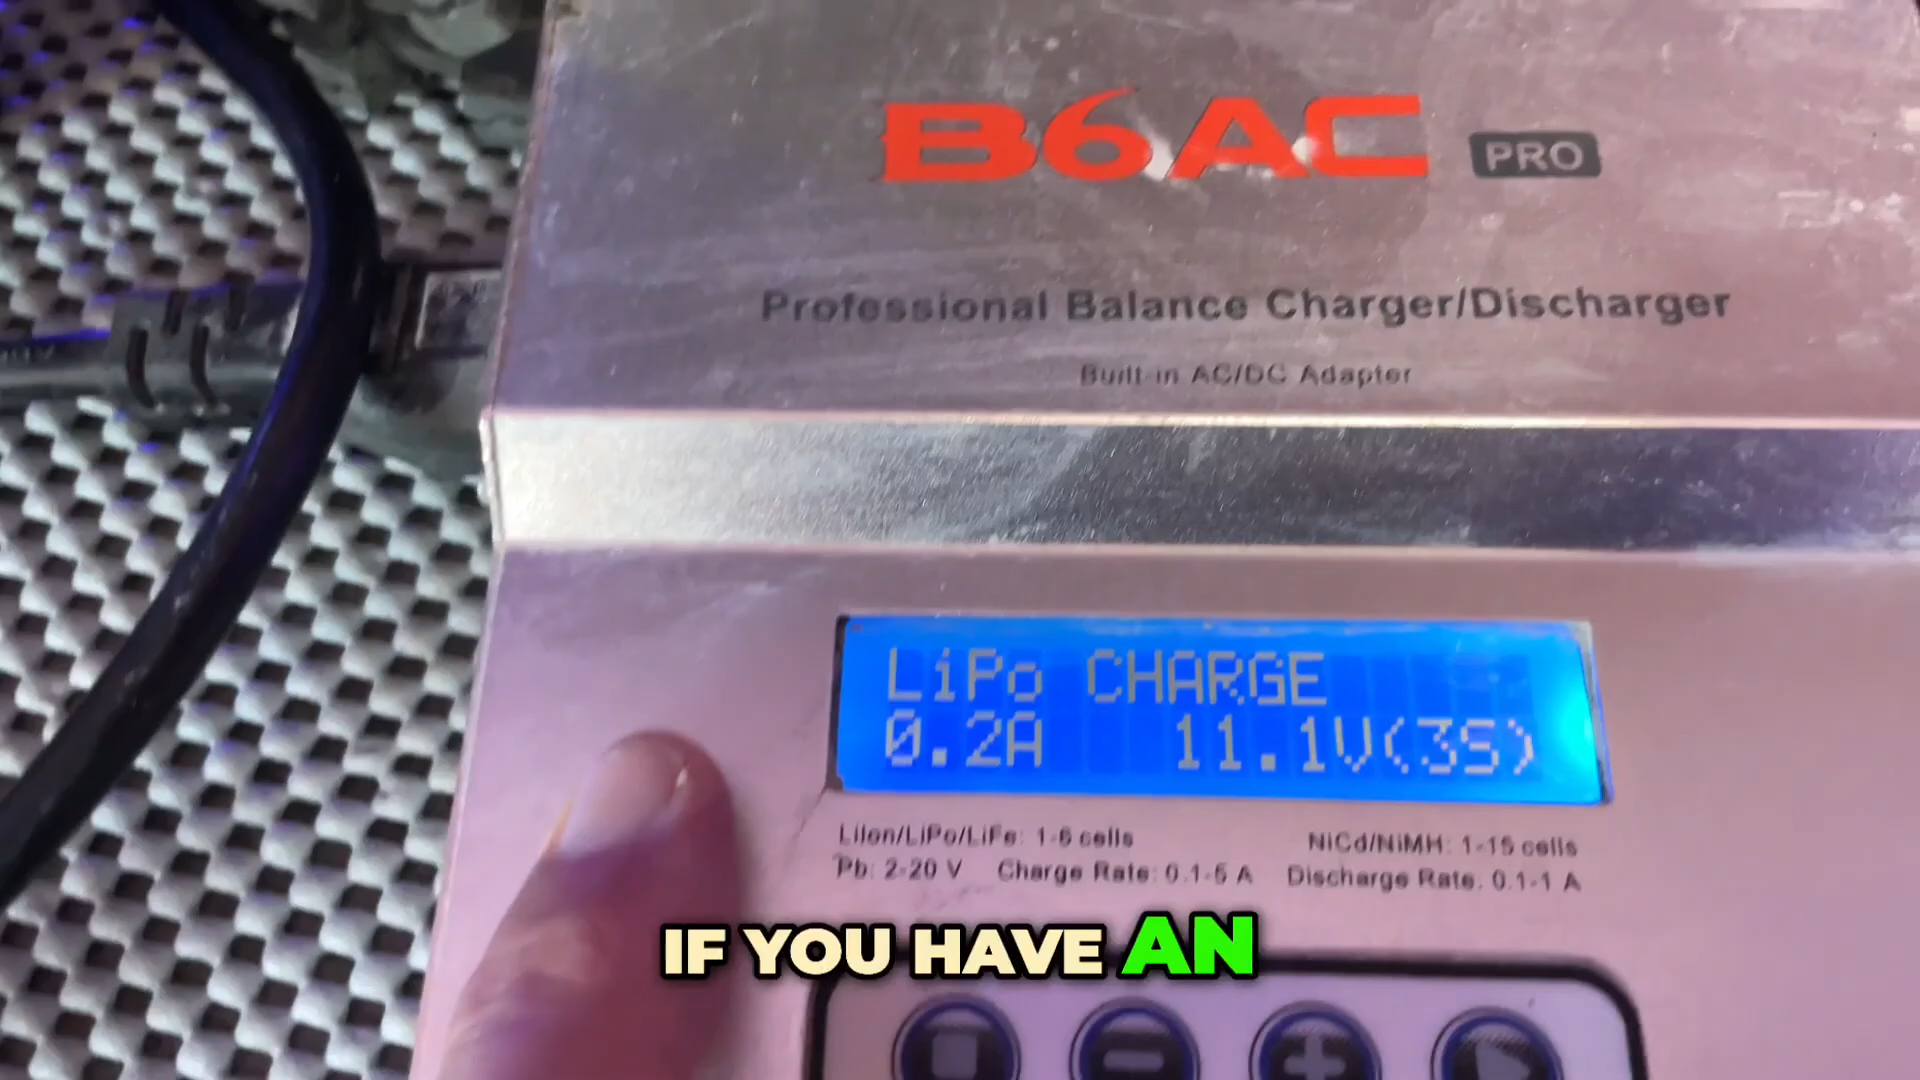 B6AC PRO
Professional Balance Charger/Discharger
Built-in AC/DC Adapter
LiPo CHARGE
0.2A 11.1V(3S)
LiIon/LiPo/LiFe: 1-6 cells NiCd/NiMH: 1-15 cells
Pb: 2-20 V Charge Rate: 0.1-5 A Discharge Rate: 0.1-1 A
IF YOU HAVE AN